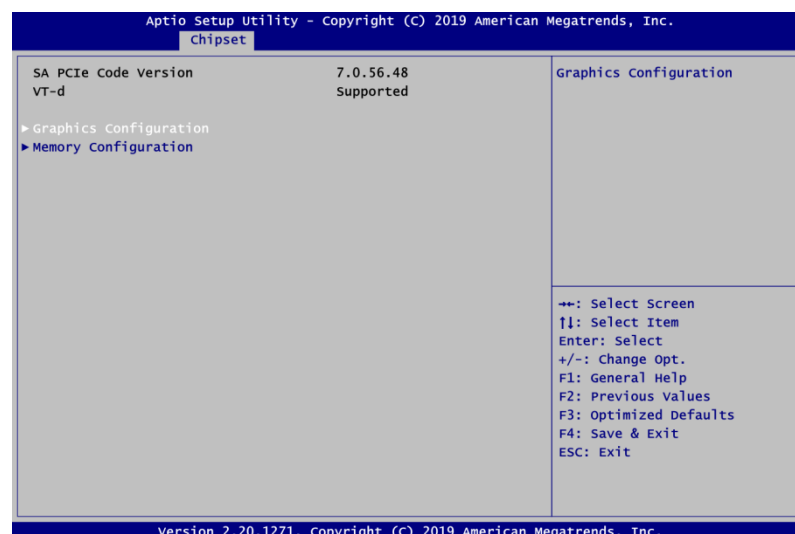 Aptio Setup Utility - Copyright (C) 2019 American Megatrends, Inc.
Chipset
SA PCIe Code Version 7.0.56.48
VT-d Supported
►Graphics Configuration
►Memory Configuration
Graphics Configuration
→←: Select Screen
↑↓: Select Item
Enter: Select
+/-: Change Opt.
F1: General Help
F2: Previous Values
F3: Optimized Defaults
F4: Save & Exit
ESC: Exit
Version 2.20.1271. Copyright (C) 2019 American Megatrends, Inc.